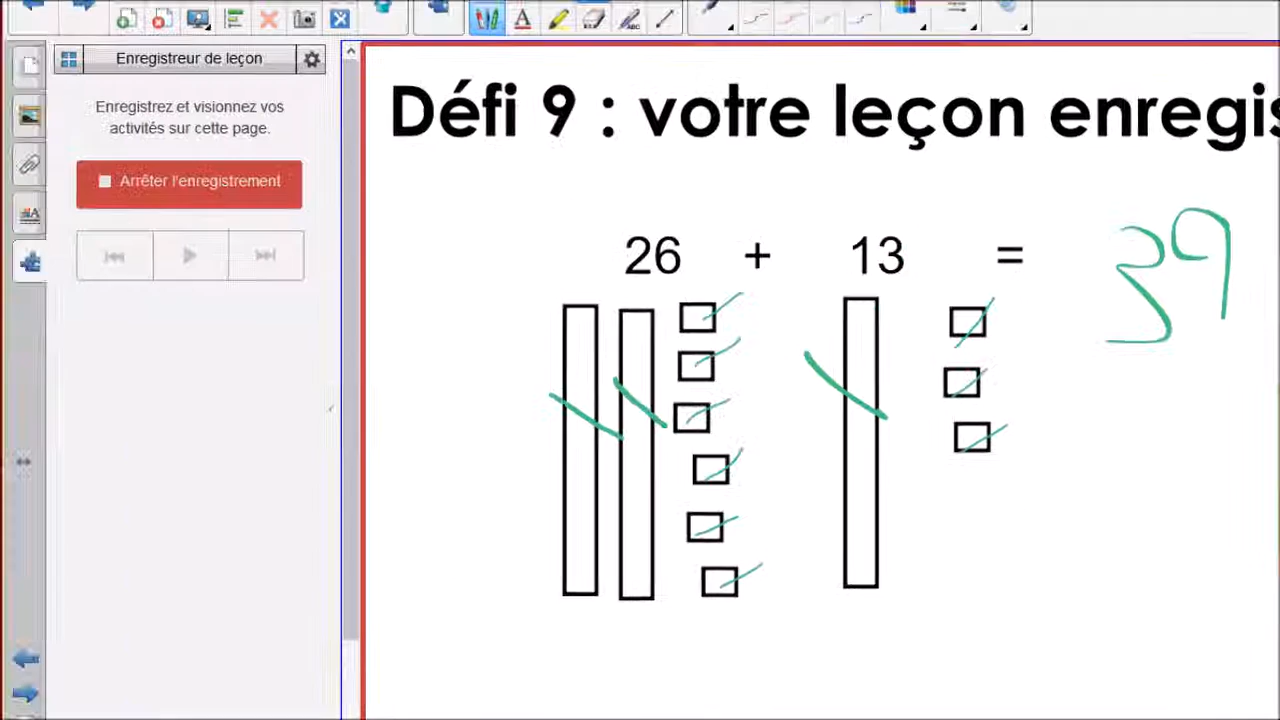 Enregistreur de leçon
Enregistrez et visionnez vos
activités sur cette page.
Arrêter l'enregistrement
Défi 9 : votre leçon enregis
26 + 13 = 39